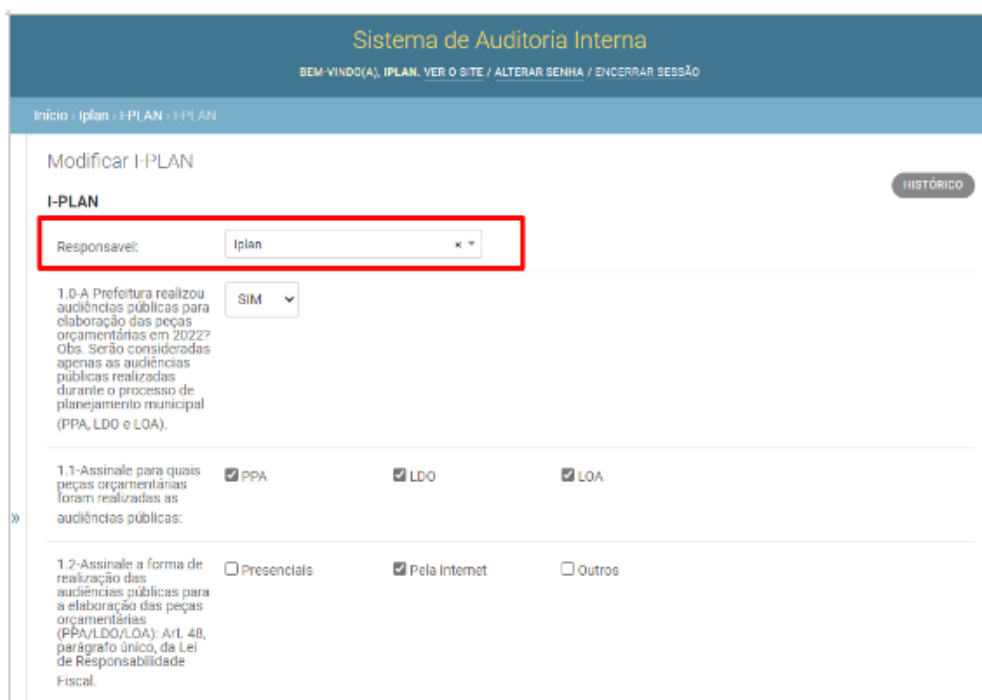 Sistema de Auditoria Interna
BEM-VINDO(A), IPLAN. VER O SITE / ALTERAR SENHA / ENCERRAR SESSÃO
Início › Iplan › I-PLAN › I-PLAN
Modificar I-PLAN
HISTÓRICO
I-PLAN
Responsavel:
Iplan
× ▾
1.0-A Prefeitura realizou
audiências públicas para
elaboração das peças
orçamentárias em 2022?
Obs. Serão consideradas
apenas as audiências
públicas realizadas
durante o processo de
planejamento municipal
(PPA, LDO e LOA).
SIM
1.1-Assinale para quais
peças orçamentárias
foram realizadas as
audiências públicas:
PPA
LDO
LOA
»
1.2-Assinale a forma de
realização das
audiências públicas para
a elaboração das peças
orçamentárias
(PPA/LDO/LOA): Art. 48,
parágrafo único, da Lei
de Responsabilidade
Fiscal.
Presenciais
Pela internet
Outros